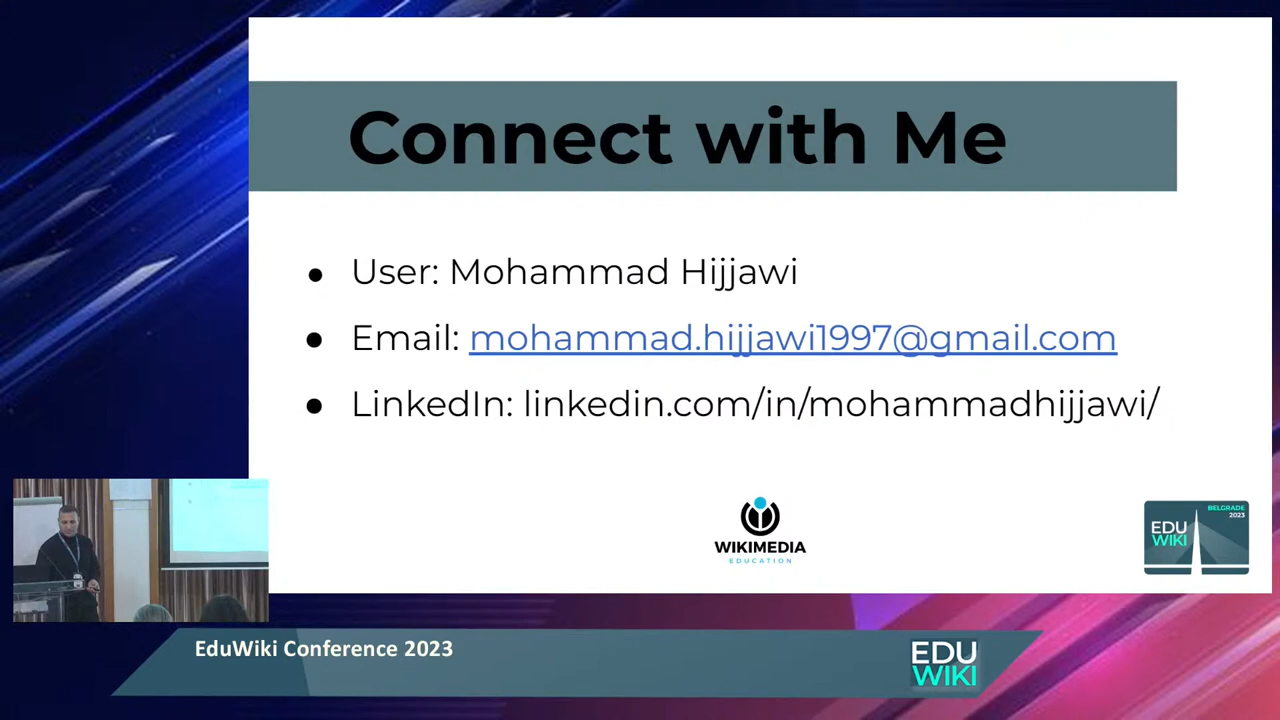 Connect with Me
● User: Mohammad Hijjawi
● Email: mohammad.hijjawi1997@gmail.com
● LinkedIn: linkedin.com/in/mohammadhijjawi/
WIKIMEDIA
EDUCATION
BELGRADE
2023
EDU
WIKI
EduWiki Conference 2023
EDU
WIKI